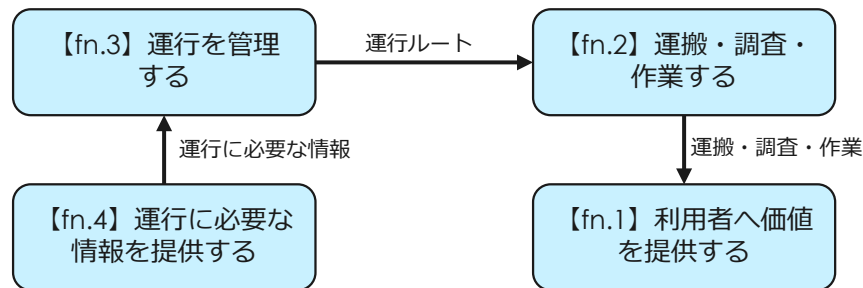 【fn.3】運行を管理
する
運行ルート
【fn.2】運搬・調査・
作業する
運行に必要な情報
運搬・調査・作業
【fn.4】運行に必要な
情報を提供する
【fn.1】利用者へ価値
を提供する